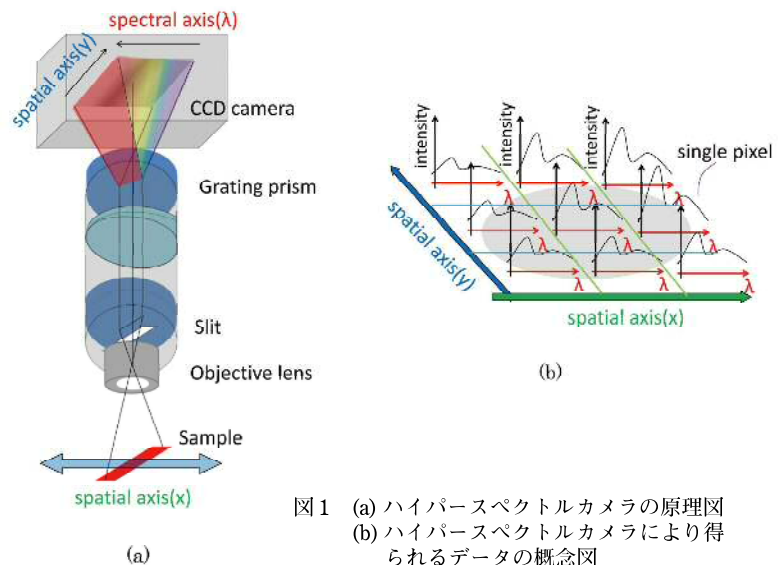 spectral axis(λ)
spatial axis(y)
CCD camera
Grating prism
Slit
Objective lens
Sample
spatial axis(x)
(a)
intensity
intensity
intensity
single pixel
λ
λ
λ
λ
λ
λ
λ
λ
λ
spatial axis(y)
spatial axis(x)
(b)
図1 (a) ハイパースペクトルカメラの原理図
(b) ハイパースペクトルカメラにより得
られるデータの概念図